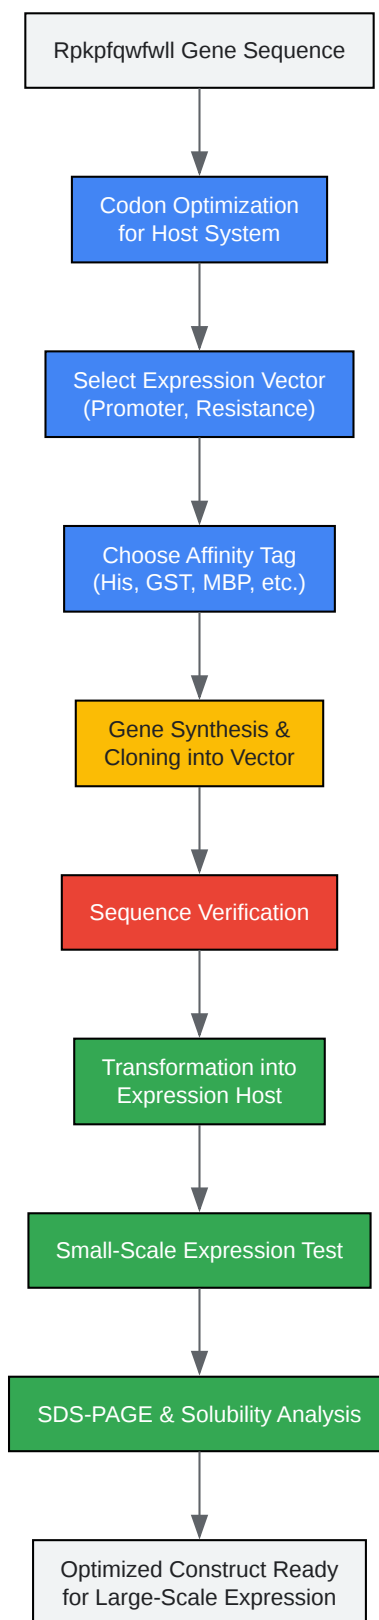 Rpkpfqwfwll Gene Sequence
Codon Optimization
for Host System
Select Expression Vector
(Promoter, Resistance)
Choose Affinity Tag
(His, GST, MBP, etc.)
Gene Synthesis &
Cloning into Vector
Sequence Verification
Transformation into
Expression Host
Small-Scale Expression Test
SDS-PAGE & Solubility Analysis
Optimized Construct Ready
for Large-Scale Expression